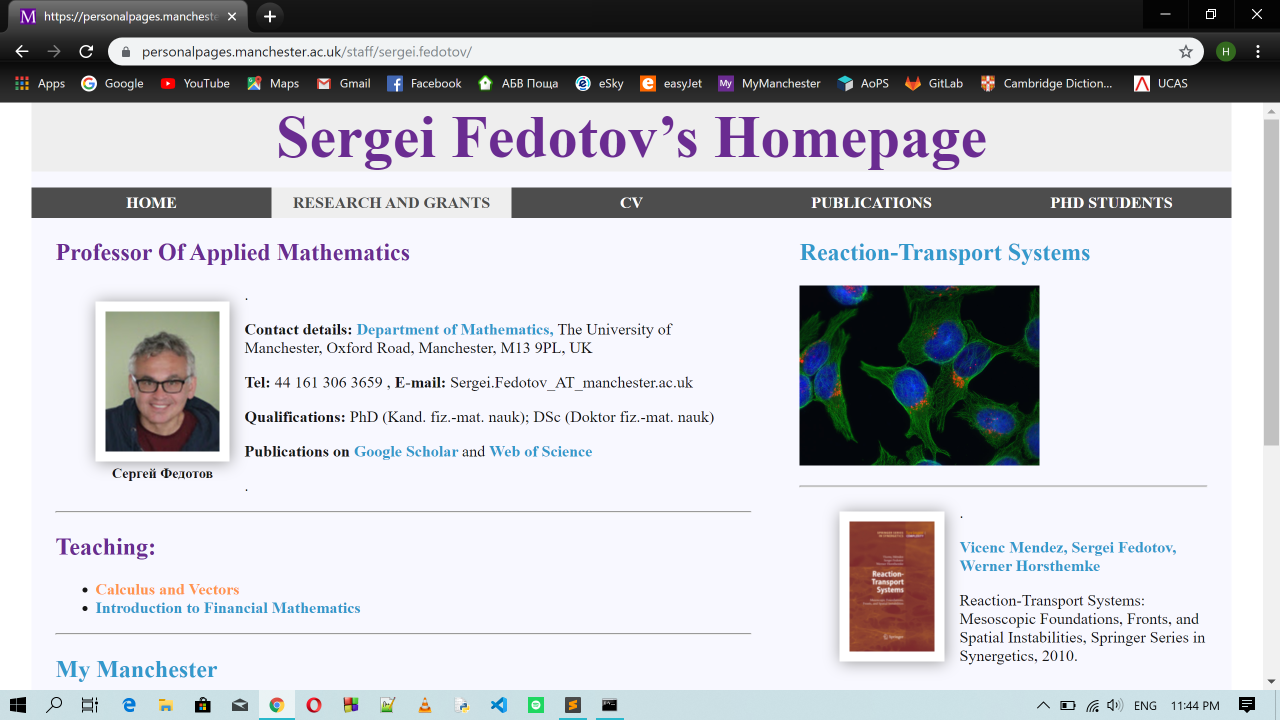 https://personalpages.mancheste
personalpages.manchester.ac.uk/staff/sergei.fedotov/
H
Apps Google YouTube Maps Gmail Facebook АБВ Поща eSky easyJet MyManchester AoPS GitLab Cambridge Diction... UCAS
Sergei Fedotov’s Homepage
HOME RESEARCH AND GRANTS CV PUBLICATIONS PHD STUDENTS
Professor Of Applied Mathematics
.
Contact details: Department of Mathematics, The University of
Manchester, Oxford Road, Manchester, M13 9PL, UK
Tel: 44 161 306 3659 , E-mail: Sergei.Fedotov_AT_manchester.ac.uk
Qualifications: PhD (Kand. fiz.-mat. nauk); DSc (Doktor fiz.-mat. nauk)
Publications on Google Scholar and Web of Science
Сергей Федотов
.
Teaching:
Calculus and Vectors
Introduction to Financial Mathematics
My Manchester
Reaction-Transport Systems
Reaction-
Transport
Systems
Springer
.
Vicenc Mendez, Sergei Fedotov,
Werner Horsthemke
Reaction-Transport Systems:
Mesoscopic Foundations, Fronts, and
Spatial Instabilities, Springer Series in
Synergetics, 2010.
ENG 11:44 PM